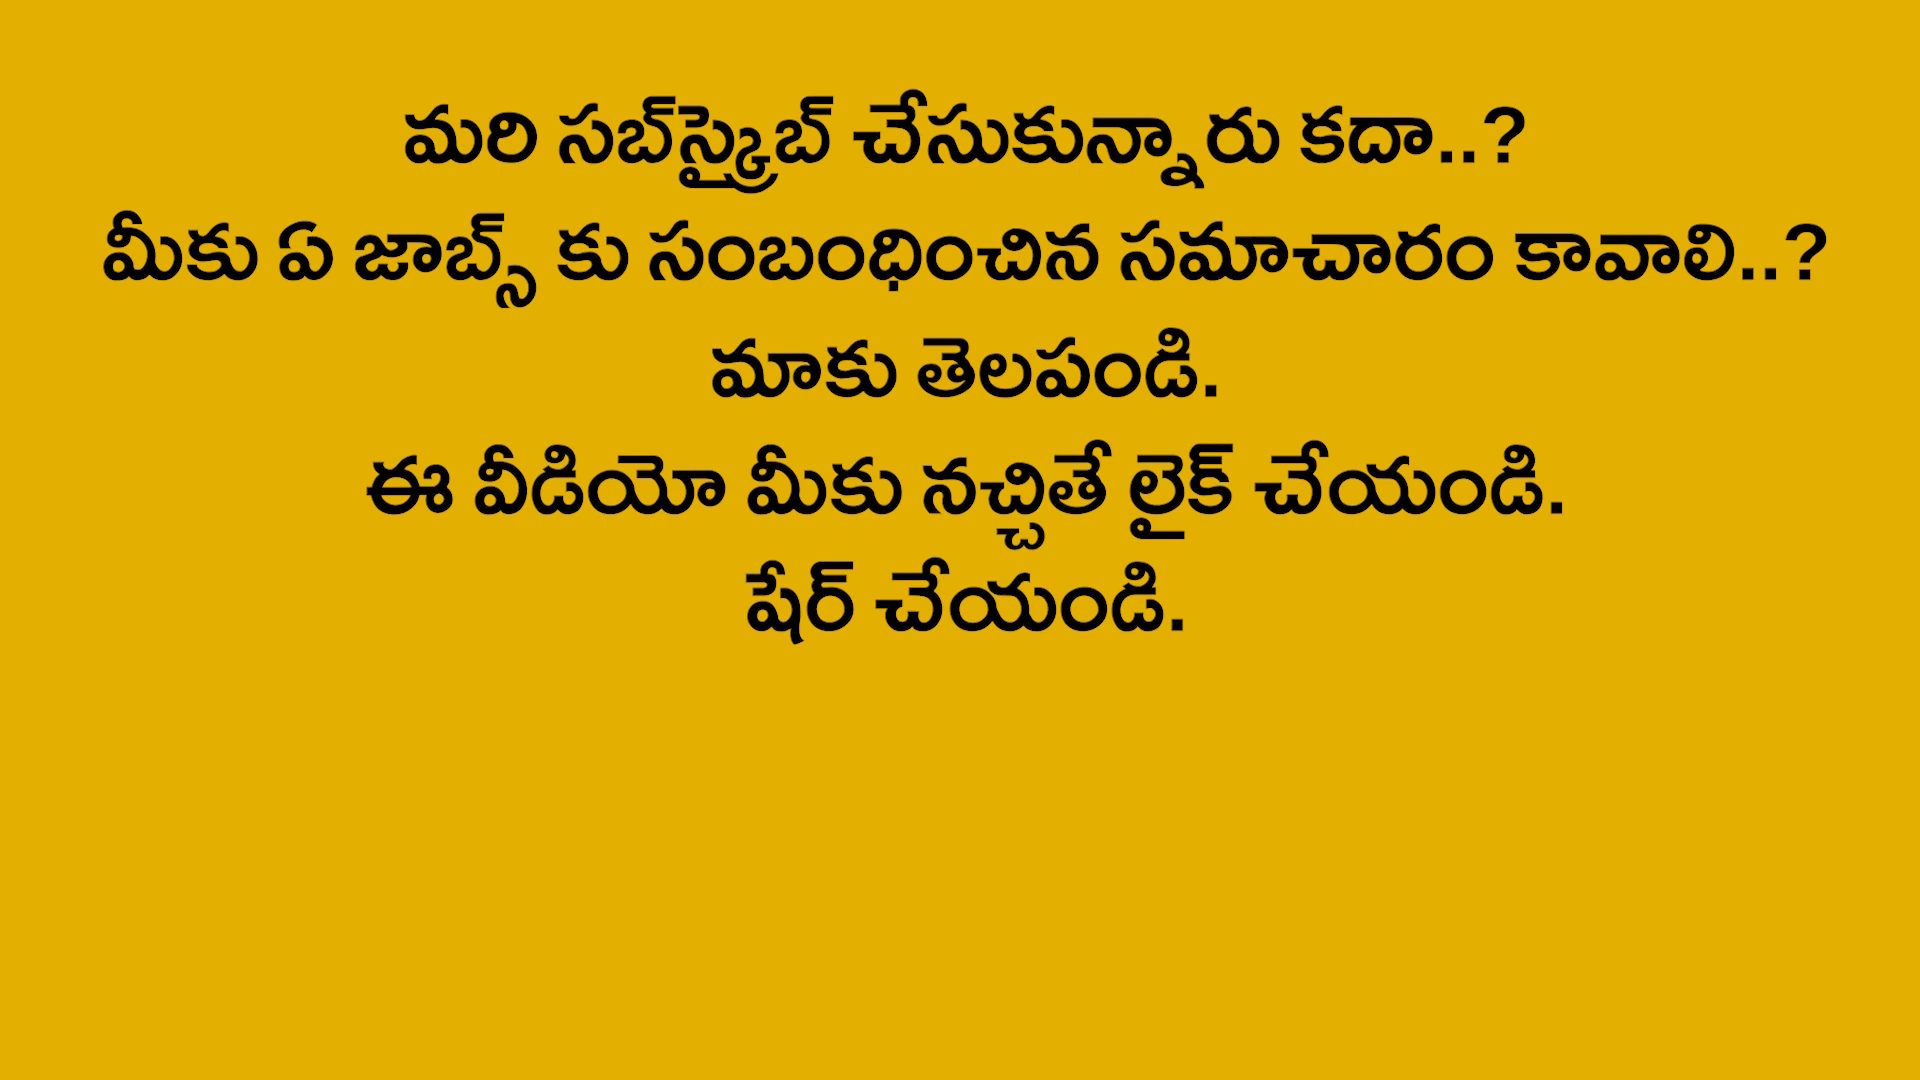 మరి సబ్‌స్క్రైబ్ చేసుకున్నారు కదా..?
మీకు ఏ జాబ్స్ కు సంబంధించిన సమాచారం కావాలి..?
మాకు తెలపండి.
ఈ వీడియో మీకు నచ్చితే లైక్ చేయండి.
షేర్ చేయండి.